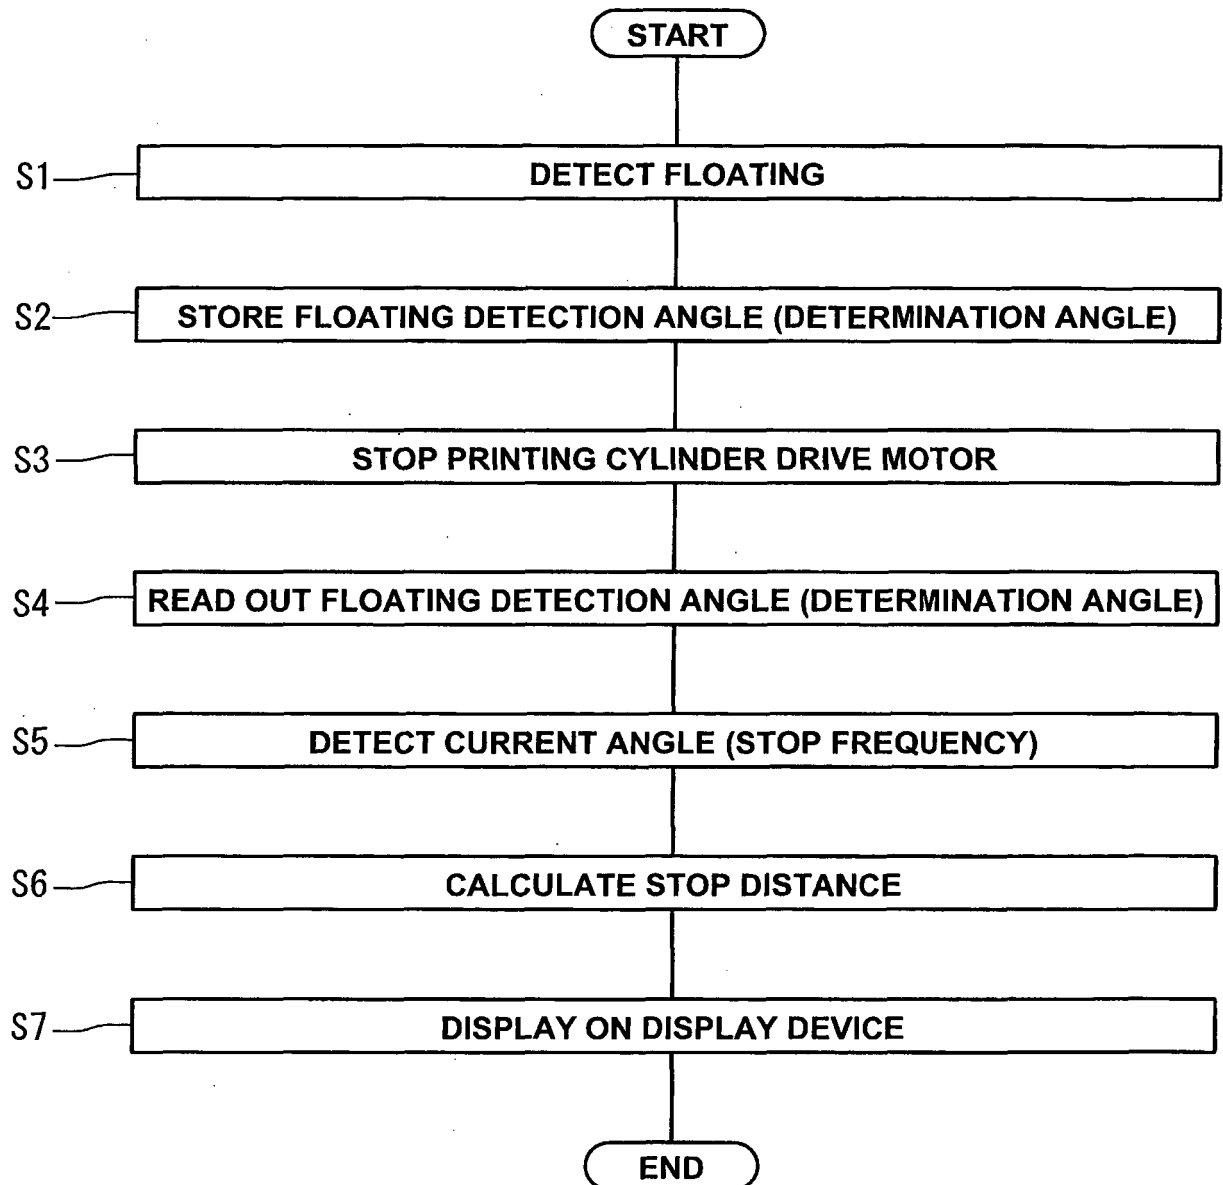 START
S1 DETECT FLOATING
S2 STORE FLOATING DETECTION ANGLE (DETERMINATION ANGLE)
S3 STOP PRINTING CYLINDER DRIVE MOTOR
S4 READ OUT FLOATING DETECTION ANGLE (DETERMINATION ANGLE)
S5 DETECT CURRENT ANGLE (STOP FREQUENCY)
S6 CALCULATE STOP DISTANCE
S7 DISPLAY ON DISPLAY DEVICE
END